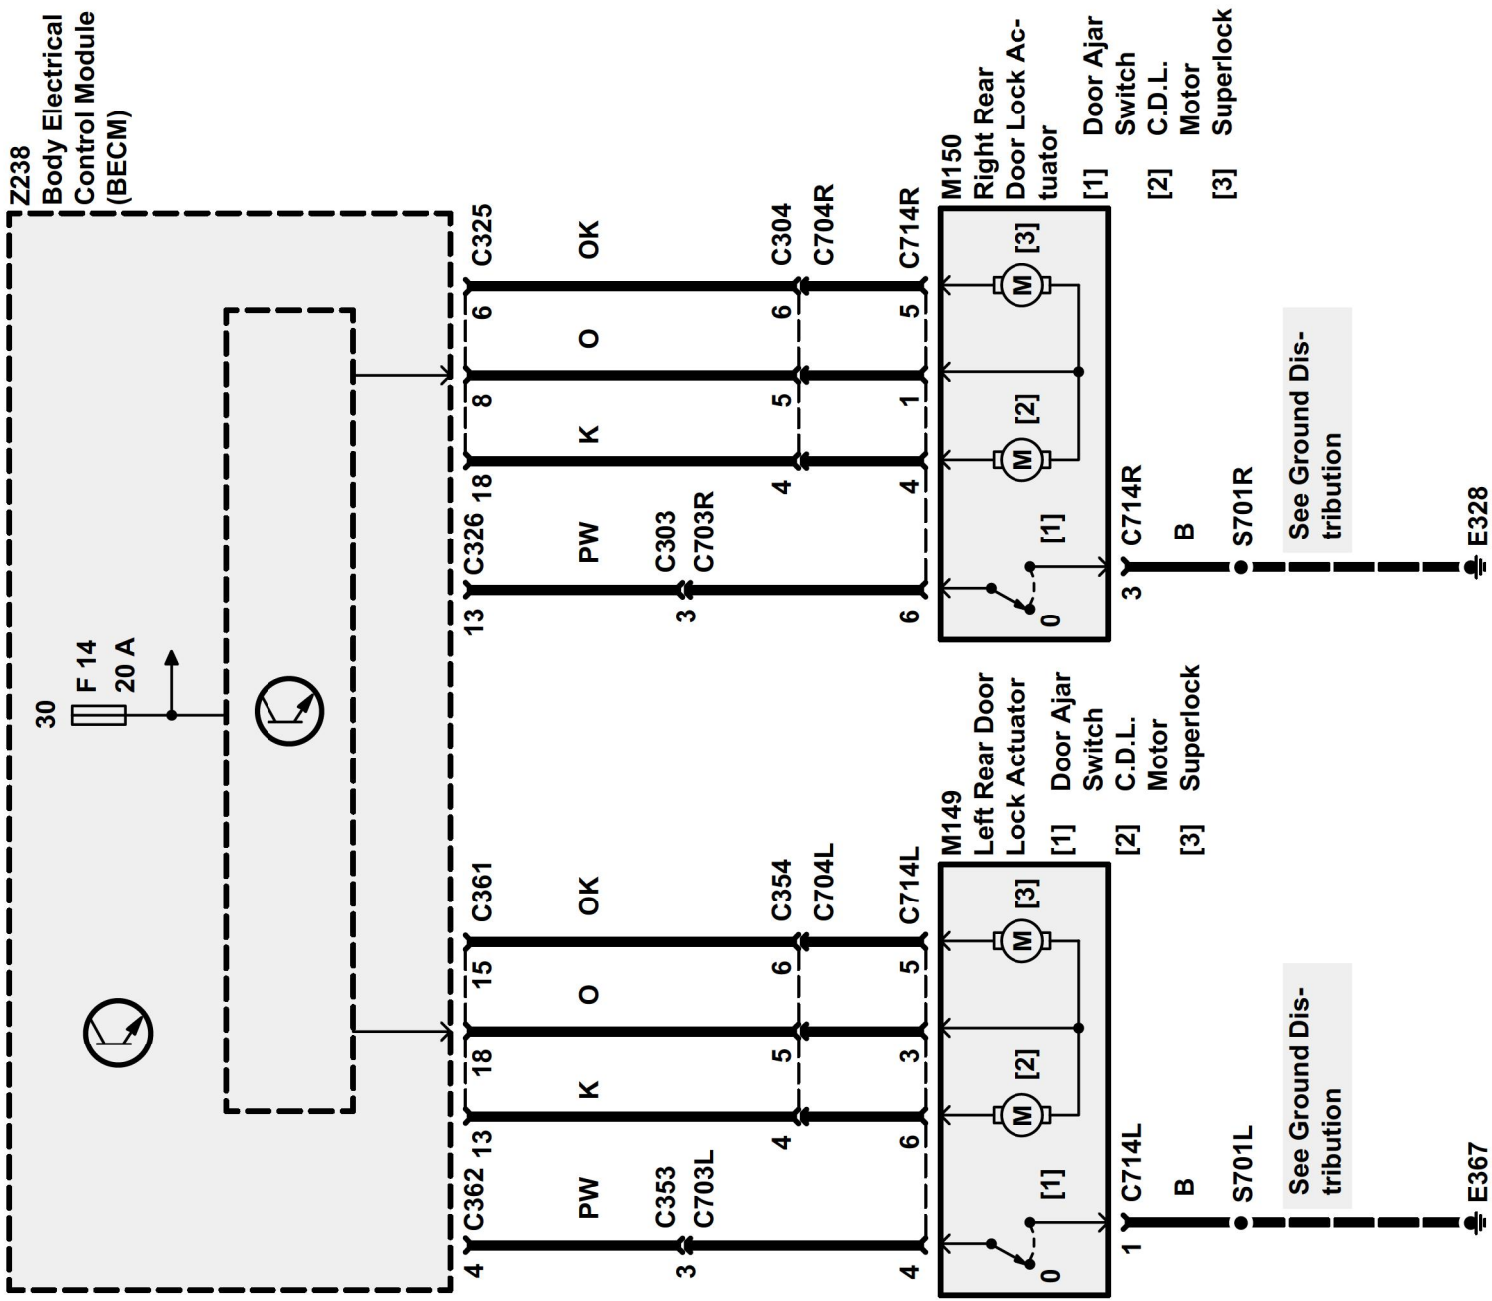 Z238
Body Electrical
Control Module
(BECM)
30
F 14
20 A
4 C362 13 18 15 C361
13 C326 18 8 6 C325
PW K O OK
PW K O OK
C353
3 C703L
C303
3 C703R
4 5 6 C354
C704L
4 5 6 C304
C704R
4 6 3 5 C714L
6 4 1 5 C714R
M149
Left Rear Door
Lock Actuator
[1] Door Ajar
Switch
[2] C.D.L.
Motor
[3] Superlock
M150
Right Rear
Door Lock Ac-
tuator
[1] Door Ajar
Switch
[2] C.D.L.
Motor
[3] Superlock
M M
0 [1] [2] [3]
M M
0 [1] [2] [3]
1 C714L
B
S701L
See Ground Dis-
tribution
E367
3 C714R
B
S701R
See Ground Dis-
tribution
E328